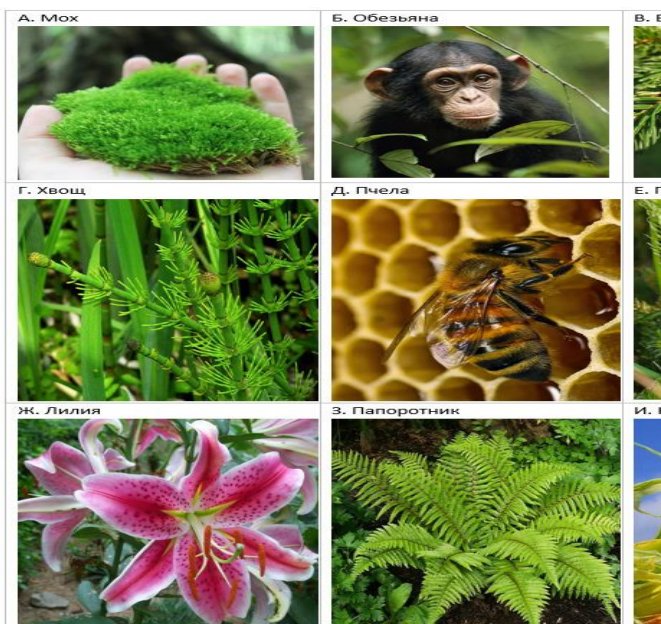 А. Мох
Б. Обезьяна
В.
Г. Хвощ
Д. Пчела
Е.
Ж. Лилия
З. Папоротник
И.